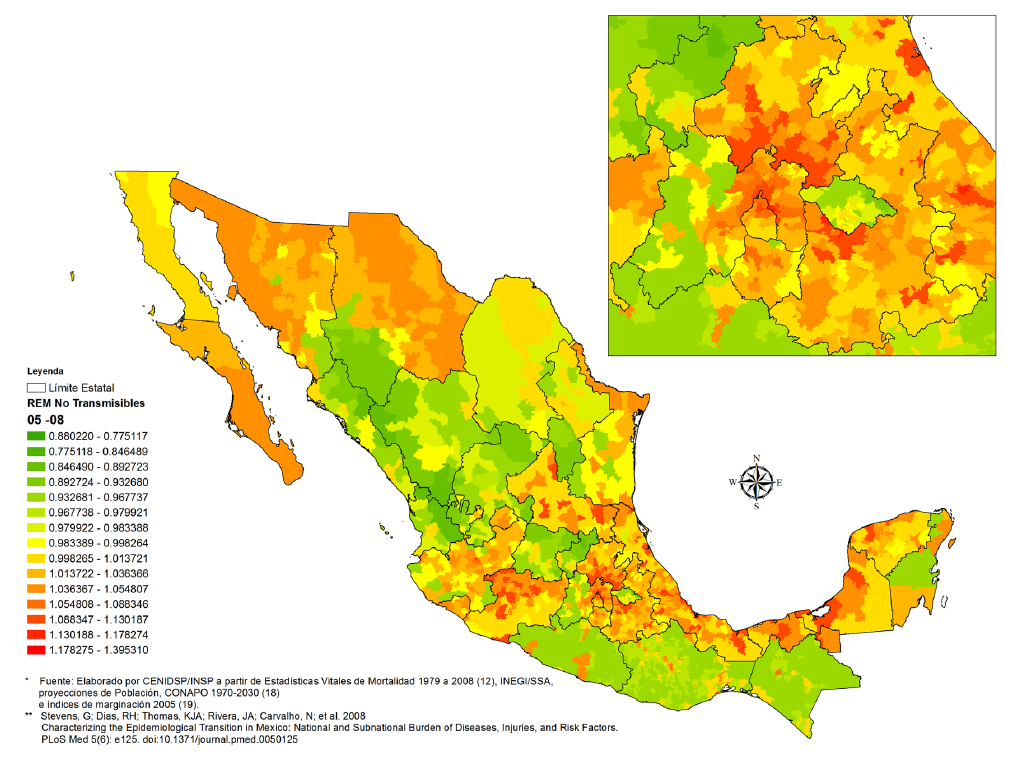 N
W
E
S
Leyenda
Límite Estatal
REM No Transmisibles
05 -08
0.880220 - 0.775117
0.775118 - 0.846489
0.846490 - 0.892723
0.892724 - 0.932680
0.932681 - 0.967737
0.967738 - 0.979921
0.979922 - 0.983388
0.983389 - 0.998264
0.998265 - 1.013721
1.013722 - 1.036366
1.036367 - 1.054807
1.054808 - 1.088346
1.088347 - 1.130187
1.130188 - 1.178274
1.178275 - 1.395310
* Fuente: Elaborado por CENIDSP/INSP a partir de Estadísticas Vitales de Mortalidad 1979 a 2008 (12), INEGI/SSA,
proyecciones de Población, CONAPO 1970-2030 (18)
e índices de marginación 2005 (19).
** Stevens, G; Dias, RH; Thomas, KJA; Rivera, JA; Carvalho, N; et al. 2008
Characterizing the Epidemiological Transition in Mexico: National and Subnational Burden of Diseases, Injuries, and Risk Factors.
PLoS Med 5(6): e125. doi:10.1371/journal.pmed.0050125